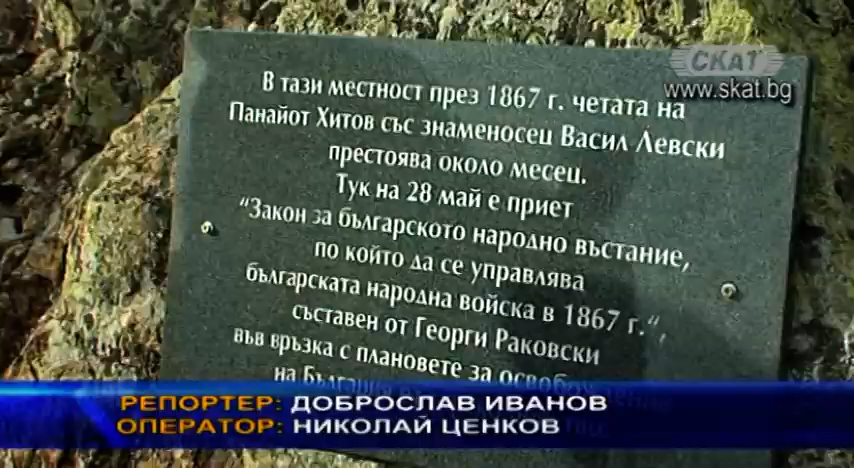 СКАТ
www.skat.bg
В тази местност през 1867 г. четата на
Панайот Хитов със знаменосец Васил Левски
престоява около месец.
Тук на 28 май е приет
“Закон за българското народно въстание,
по който да се управлява
българската народна войска в 1867 г.“,
съставен от Георги Раковски
във връзка с плановете за
на България
РЕПОРТЕР: ДОБРОСЛАВ ИВАНОВ
ОПЕРАТОР: НИКОЛАЙ ЦЕНКОВ